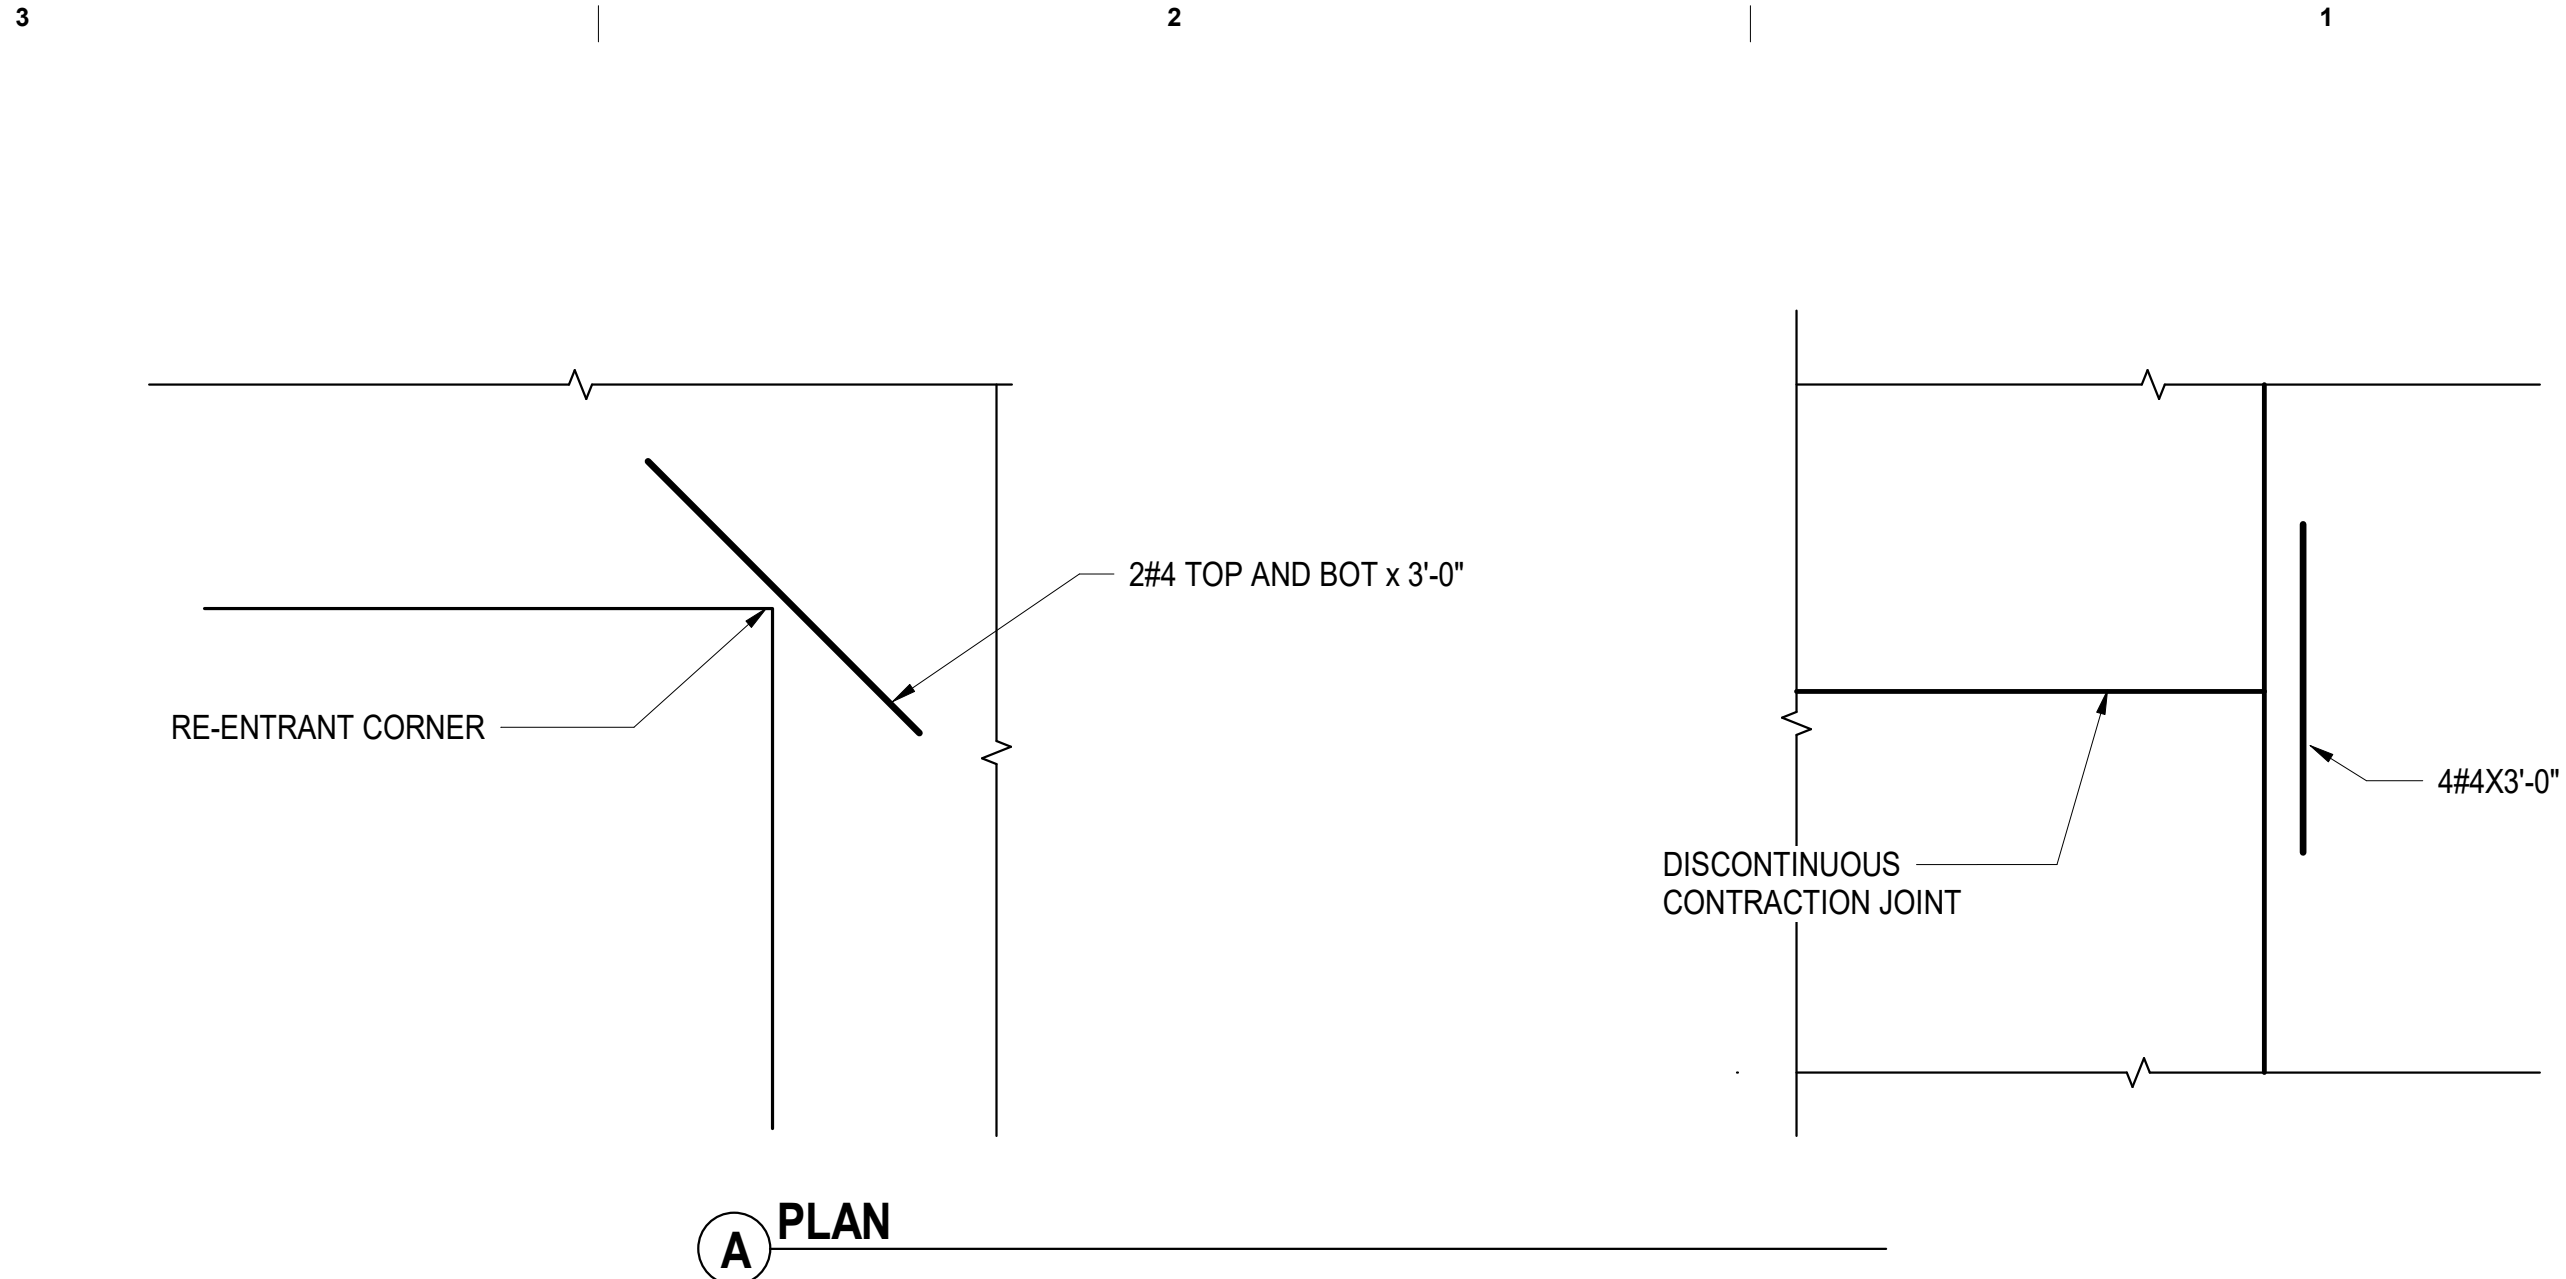 3
2
1
2#4 TOP AND BOT x 3'-0"
RE-ENTRANT CORNER
4#4X3'-0"
DISCONTINUOUS
CONTRACTION JOINT
PLAN
A